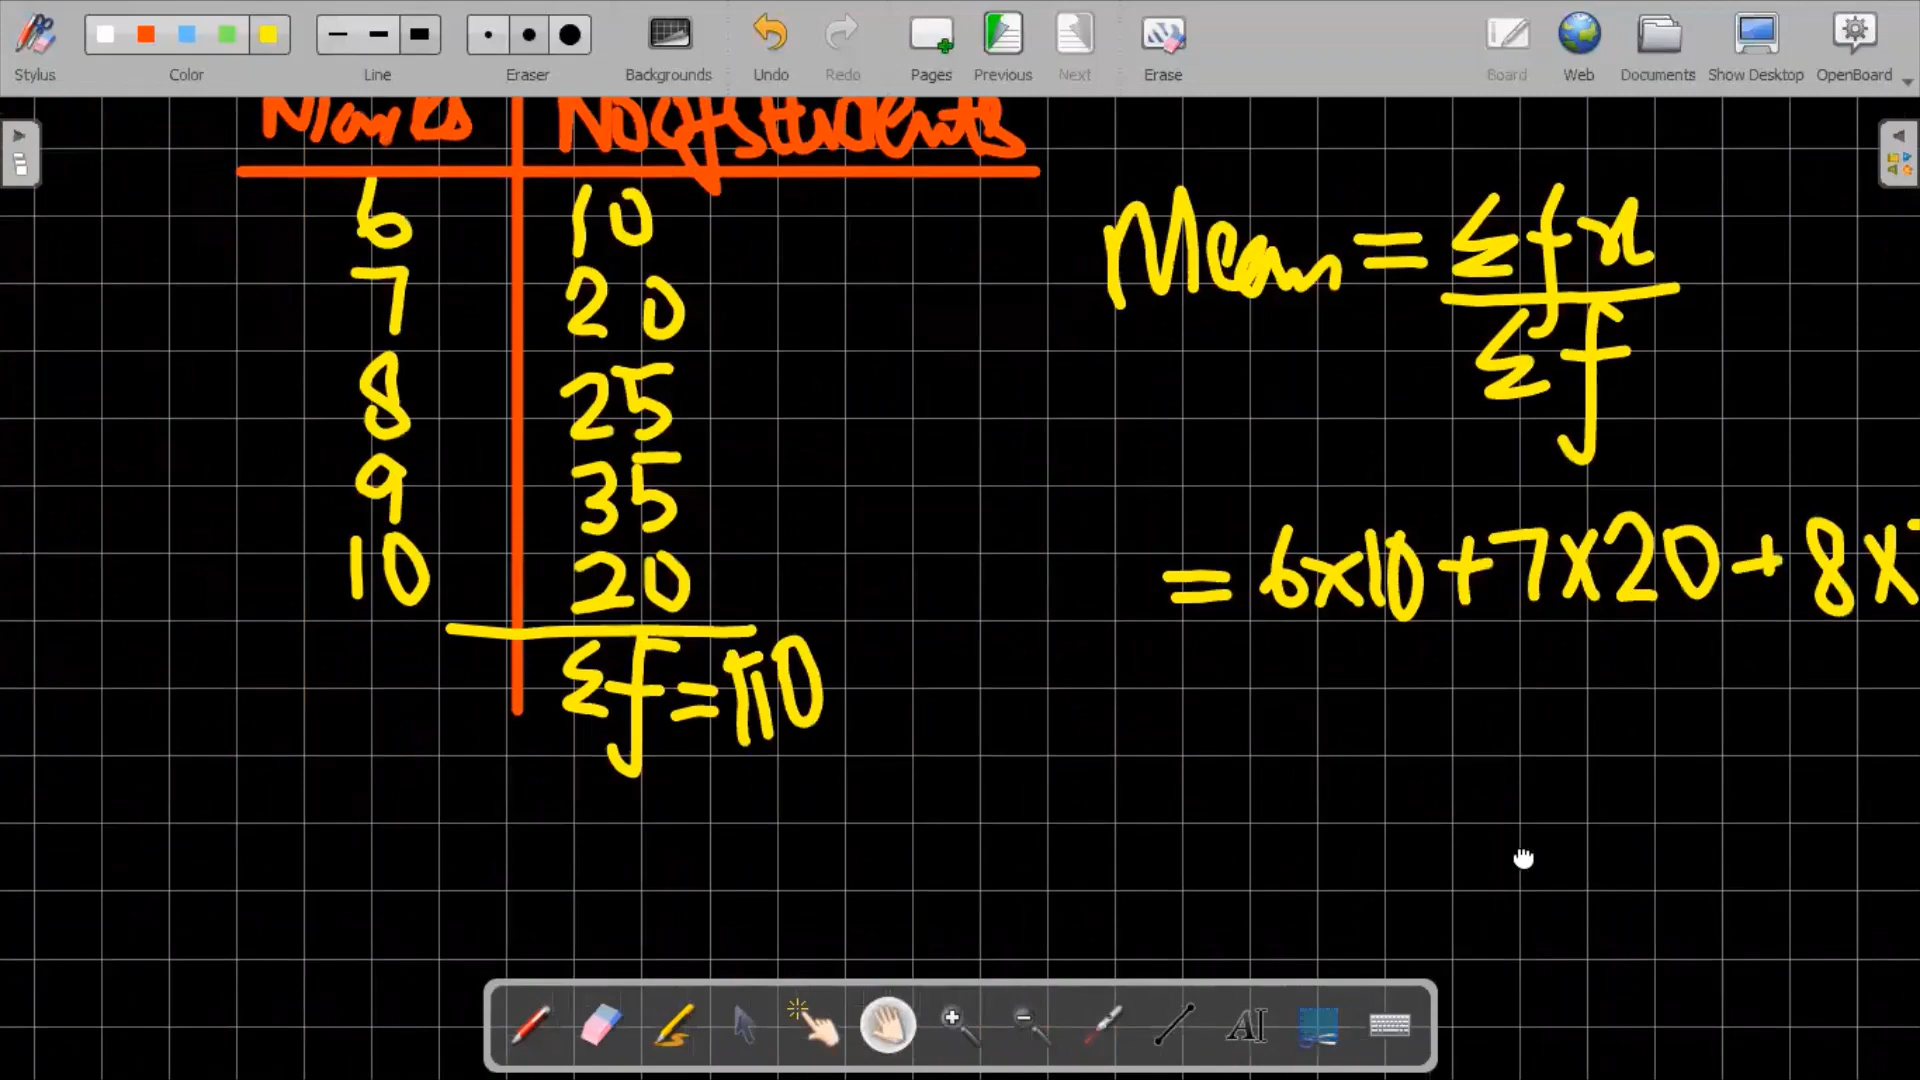 Stylus Color Line Eraser Backgrounds Undo Redo Pages Previous Next Erase Board Web Documents Show Desktop OpenBoard
Marks No of students
6 10
7 20
8 25
9 35
10 20
Σf = 110
Mean = Σfx
Σf
= 6×10+7×20+8×
AI